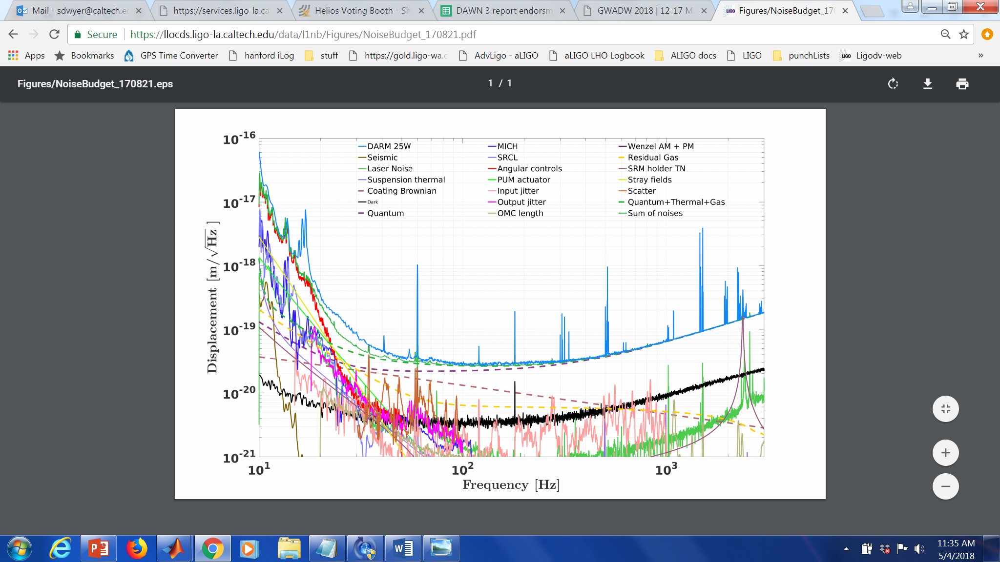 Mail - sdwyer@caltech.e
https://services.ligo-la.ca
Helios Voting Booth - Sh
DAWN 3 report endorsm
GWADW 2018 | 12-17 M
LIGO Figures/NoiseBudget_170
Secure https://llocds.ligo-la.caltech.edu/data/l1nb/Figures/NoiseBudget_170821.pdf
Apps Bookmarks GPS Time Converter hanford iLog stuff https://gold.ligo-wa.c AdvLigo - aLIGO aLIGO LHO Logbook ALIGO docs LIGO punchLists LIGO Ligodv-web »
Figures/NoiseBudget_170821.eps
1 / 1
10^-16
10^-17
10^-18
10^-19
10^-20
10^-21
Displacement [m/√Hz ]
DARM 25W
Seismic
Laser Noise
Suspension thermal
Coating Brownian
Dark
Quantum
MICH
SRCL
Angular controls
PUM actuator
Input jitter
Output jitter
OMC length
Wenzel AM + PM
Residual Gas
SRM holder TN
Stray fields
Scatter
Quantum+Thermal+Gas
Sum of noises
10^1 10^2 10^3
Frequency [Hz]
11:35 AM
5/4/2018